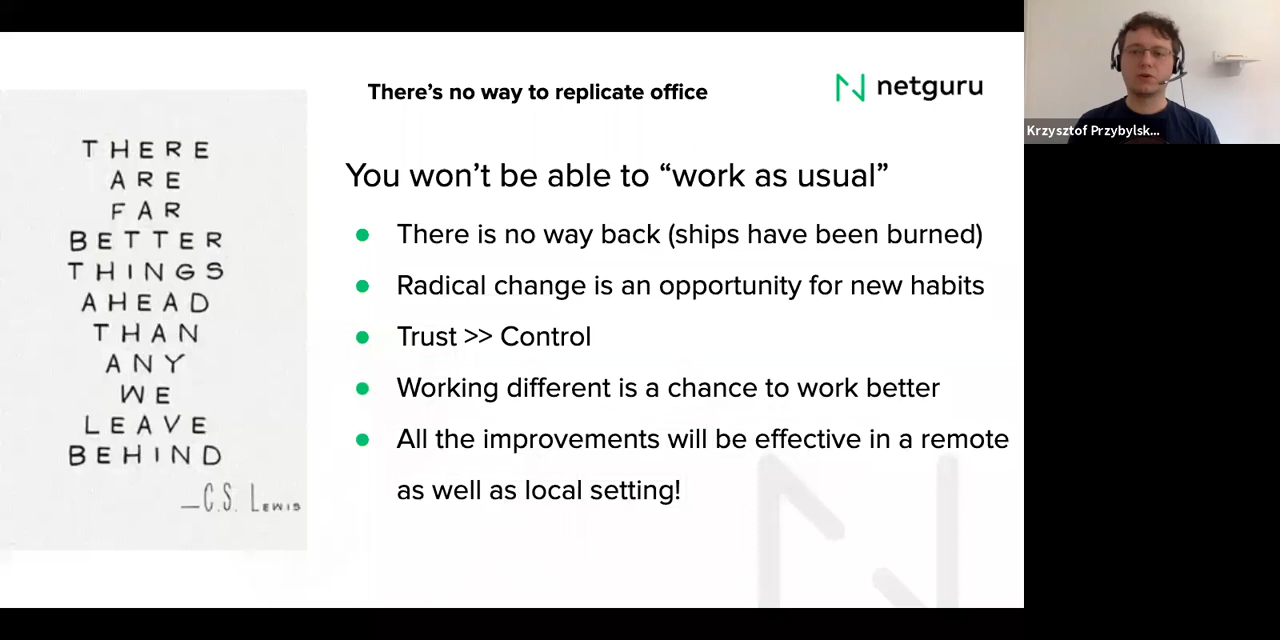 There's no way to replicate office
netguru
THERE
ARE
FAR
BETTER
THINGS
AHEAD
THAN
ANY
WE
LEAVE
BEHIND
—C.S. LEWIS
You won't be able to “work as usual”
There is no way back (ships have been burned)
Radical change is an opportunity for new habits
Trust >> Control
Working different is a chance to work better
All the improvements will be effective in a remote
as well as local setting!
Krzysztof Przybylsk...